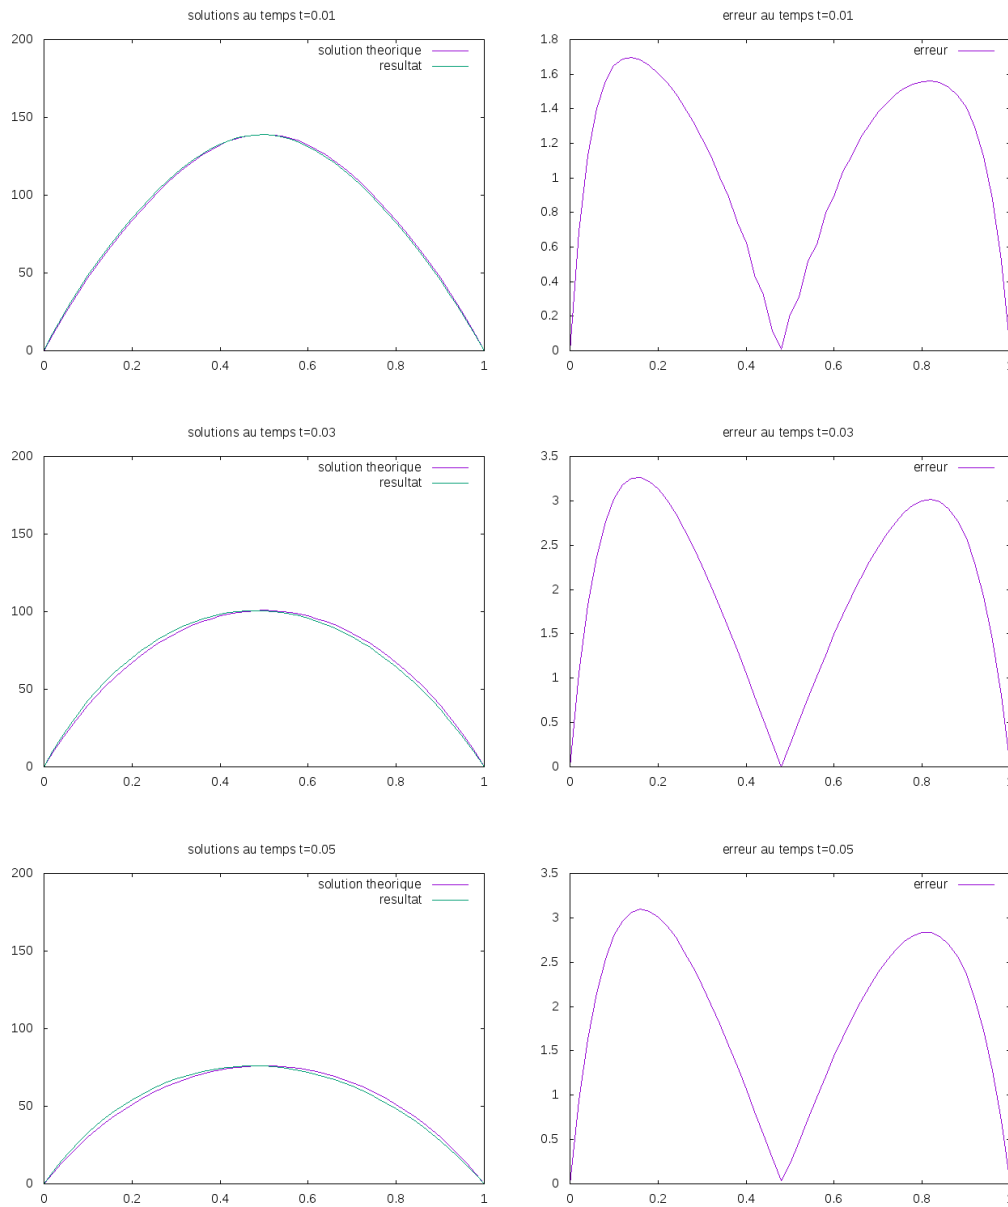 solutions au temps t=0.01
200
150
100
50
0
0 0.2 0.4 0.6 0.8 1
solution theorique
resultat
erreur au temps t=0.01
1.8
1.6
1.4
1.2
1
0.8
0.6
0.4
0.2
0
0 0.2 0.4 0.6 0.8 1
erreur
solutions au temps t=0.03
200
150
100
50
0
0 0.2 0.4 0.6 0.8 1
solution theorique
resultat
erreur au temps t=0.03
3.5
3
2.5
2
1.5
1
0.5
0
0 0.2 0.4 0.6 0.8 1
erreur
solutions au temps t=0.05
200
150
100
50
0
0 0.2 0.4 0.6 0.8 1
solution theorique
resultat
erreur au temps t=0.05
3.5
3
2.5
2
1.5
1
0.5
0
0 0.2 0.4 0.6 0.8 1
erreur